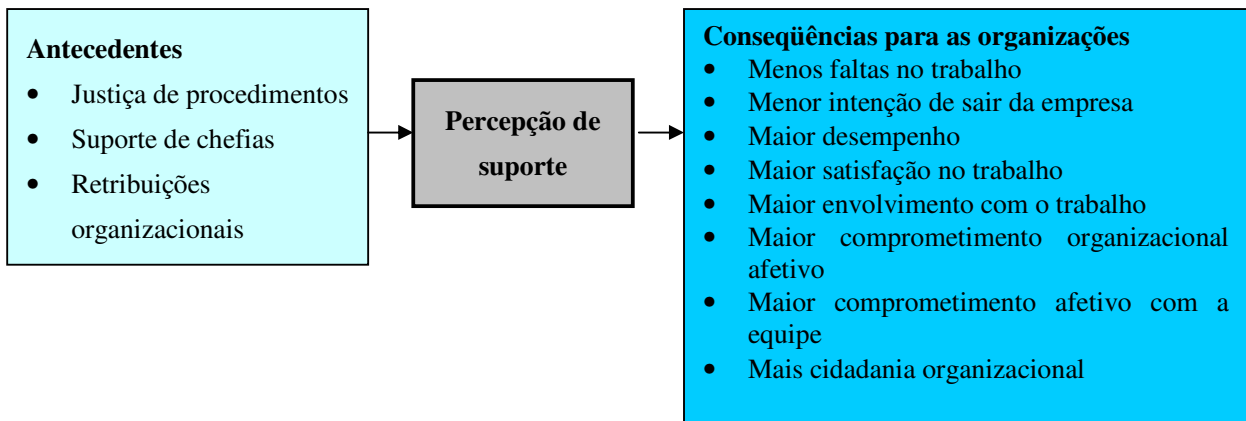 Antecedentes
• Justiça de procedimentos
• Suporte de chefias
• Retribuições
organizacionais
Percepção de
suporte
Conseqüências para as organizações
• Menos faltas no trabalho
• Menor intenção de sair da empresa
• Maior desempenho
• Maior satisfação no trabalho
• Maior envolvimento com o trabalho
• Maior comprometimento organizacional
afetivo
• Maior comprometimento afetivo com a
equipe
• Mais cidadania organizacional